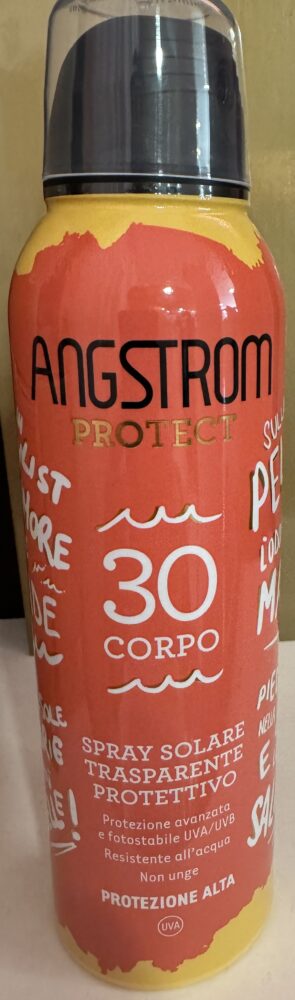 ANGSTROM
PROTECT
30
CORPO
SPRAY SOLARE
TRASPARENTE
PROTETTIVO
Protezione avanzata
e fotostabile UVA/UVB
Resistente all'acqua
Non unge
PROTEZIONE ALTA
UVA